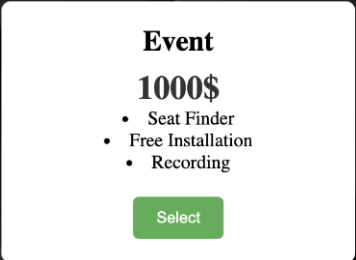 Event
1000$
• Seat Finder
• Free Installation
• Recording
Select